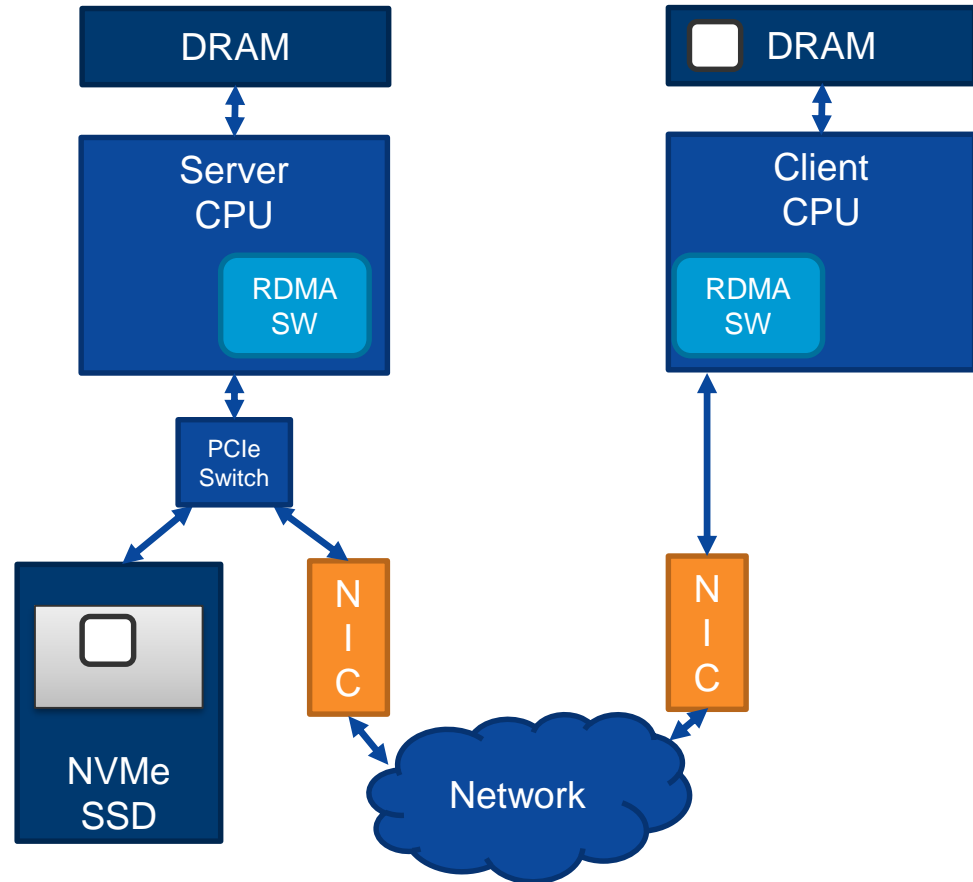 DRAM
DRAM
Server
CPU
Client
CPU
RDMA
SW
RDMA
SW
PCIe
Switch
N
I
C
N
I
C
NVMe
SSD
Network